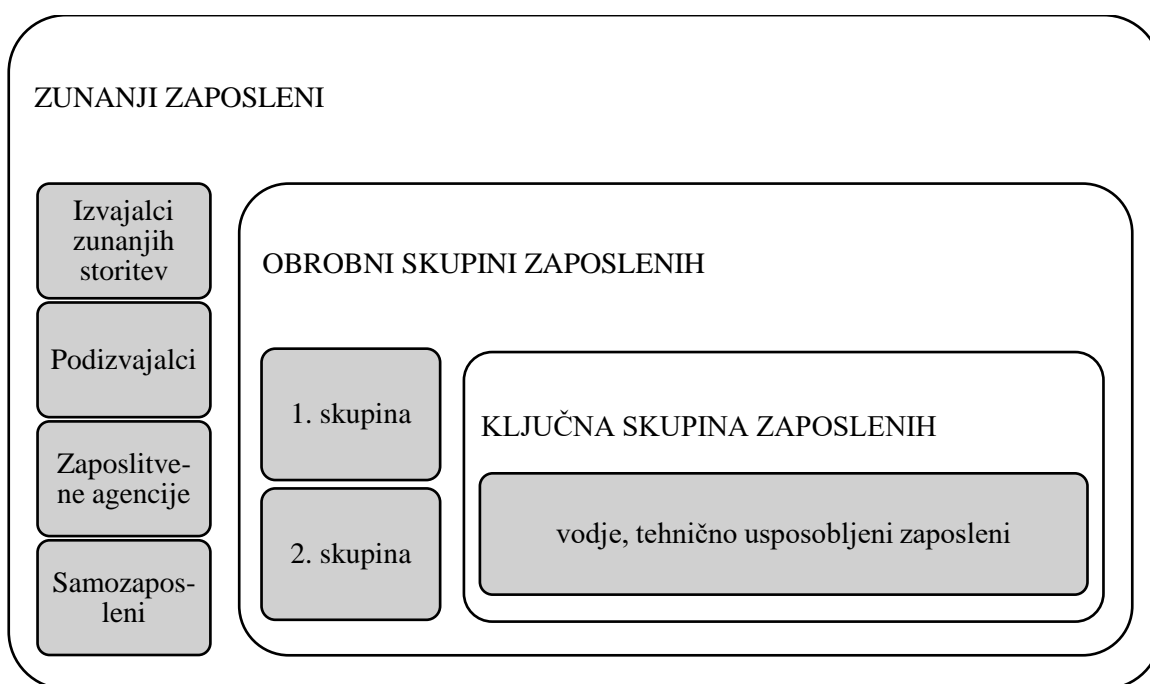 ZUNANJI ZAPOSLENI
Izvajalci
zunanjih
storitev
Podizvajalci
Zaposlitve-
ne agencije
Samozapos-
leni
OBROBNI SKUPINI ZAPOSLENIH
1. skupina
2. skupina
KLJUČNA SKUPINA ZAPOSLENIH
vodje, tehnično usposobljeni zaposleni